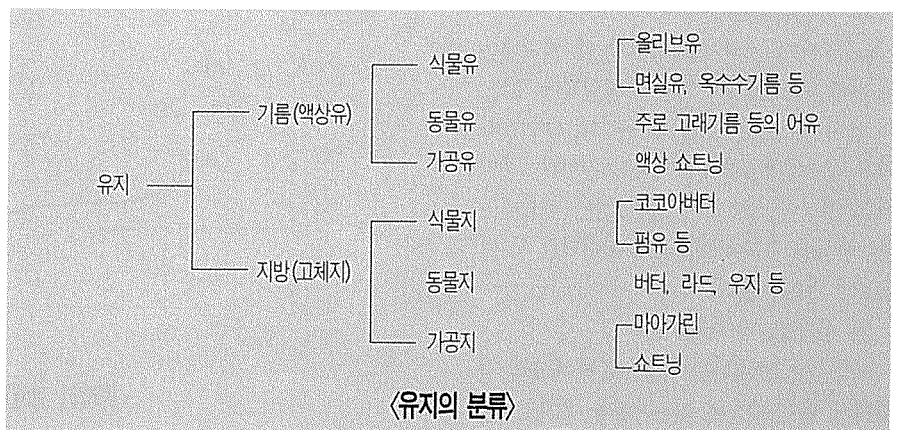 올리브유
식물유
면실유, 옥수수기름 등
기름(액상유)
동물유
주로 고래기름 등의 어유
가공유
액상 쇼트닝
유지
코코아버터
식물지
펌유 등
지방(고체지)
동물지
버터, 라드, 우지 등
마아가린
가공지
쇼트닝
〈유지의 분류〉